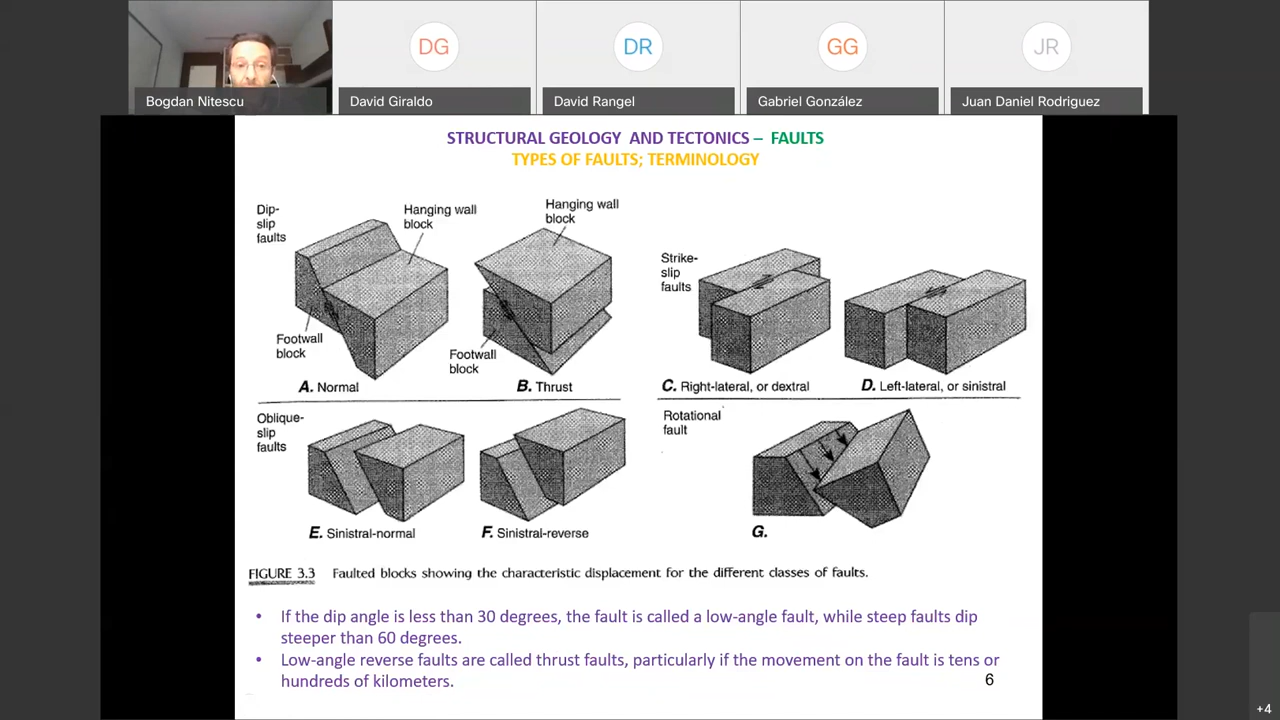 DG
DR
GG
JR
Bogdan Nitescu
David Giraldo
David Rangel
Gabriel González
Juan Daniel Rodriguez
STRUCTURAL GEOLOGY AND TECTONICS – FAULTS
TYPES OF FAULTS; TERMINOLOGY
Dip-
slip
faults
Hanging wall
block
Hanging wall
block
Footwall
block
Footwall
block
A. Normal
B. Thrust
Strike-
slip
faults
C. Right-lateral, or dextral
D. Left-lateral, or sinistral
Oblique-
slip
faults
E. Sinistral-normal
F. Sinistral-reverse
Rotational
fault
G.
FIGURE 3.3 Faulted blocks showing the characteristic displacement for the different classes of faults.
• If the dip angle is less than 30 degrees, the fault is called a low-angle fault, while steep faults dip
steeper than 60 degrees.
• Low-angle reverse faults are called thrust faults, particularly if the movement on the fault is tens or
hundreds of kilometers.
6
+4